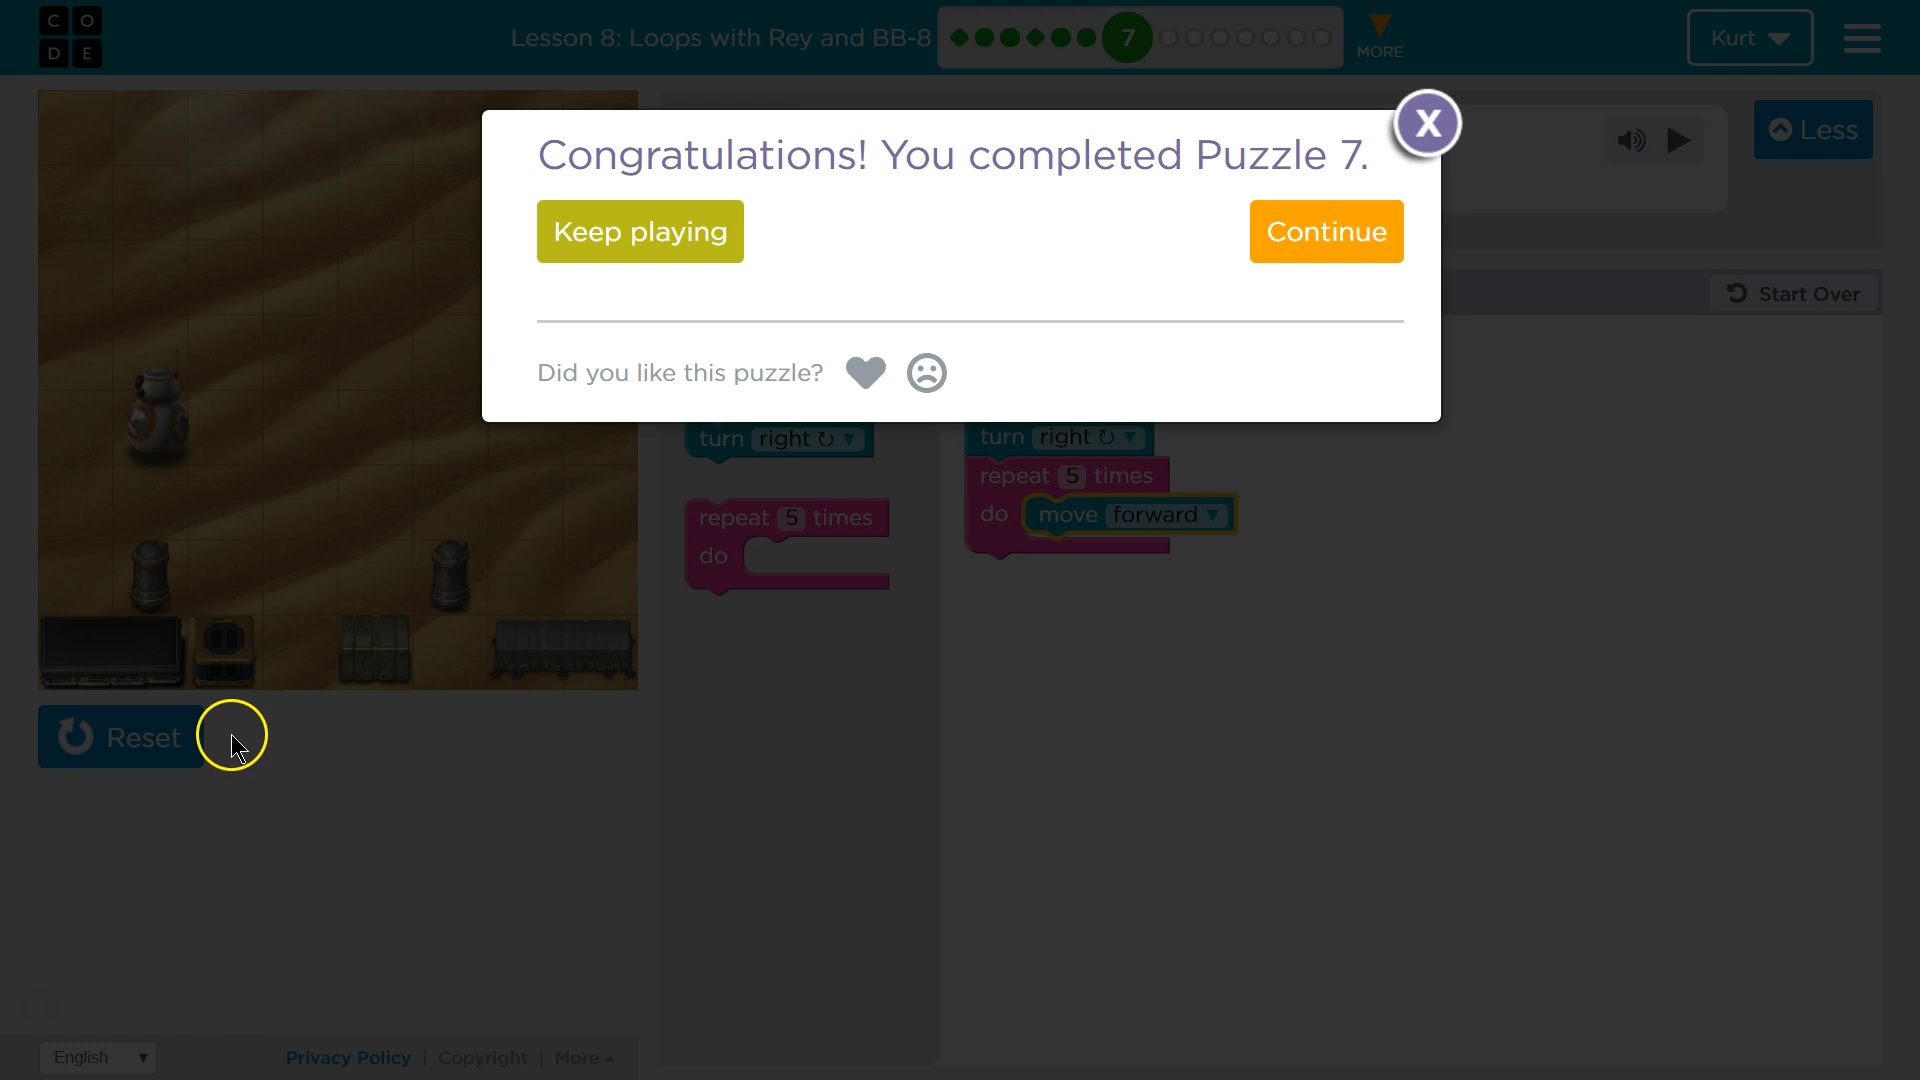 C O
D E
Lesson 8: Loops with Rey and BB-8
7
MORE
Kurt
Congratulations! You completed Puzzle 7.
X
Less
Keep playing
Continue
Start Over
Did you like this puzzle?
turn right ↻ ▼
repeat 5 times
do
turn right ↻ ▼
repeat 5 times
do move forward ▼
Reset
English ▼
Privacy Policy | Copyright | More